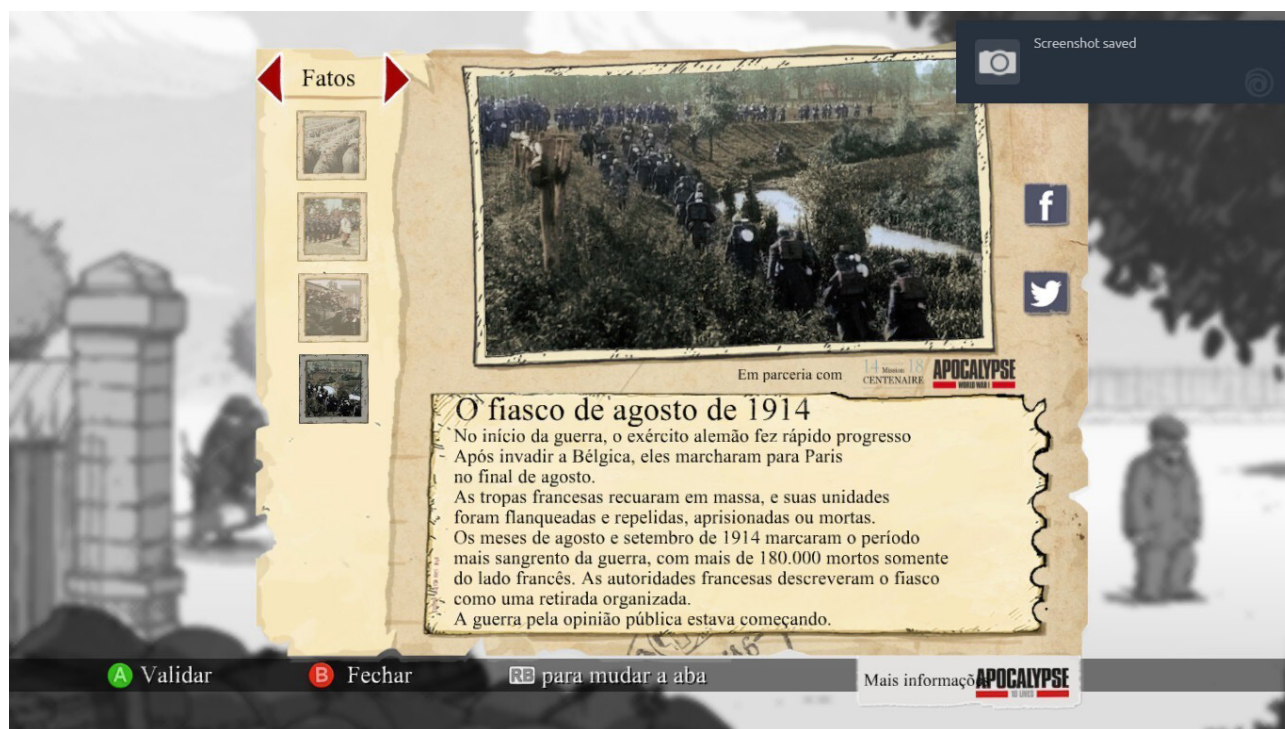 Screenshot saved
Fatos
f
Em parceria com
14 Mission 18
CENTENAIRE
APOCALYPSE
WORLD WAR I
O fiasco de agosto de 1914
No início da guerra, o exército alemão fez rápido progresso
Após invadir a Bélgica, eles marcharam para Paris
no final de agosto.
As tropas francesas recuaram em massa, e suas unidades
foram flanqueadas e repelidas, aprisionadas ou mortas.
Os meses de agosto e setembro de 1914 marcaram o período
mais sangrento da guerra, com mais de 180.000 mortos somente
do lado francês. As autoridades francesas descreveram o fiasco
como uma retirada organizada.
A guerra pela opinião pública estava começando.
A Validar
B Fechar
RB para mudar a aba
Mais informaçõ
APOCALYPSE
10 LIVES